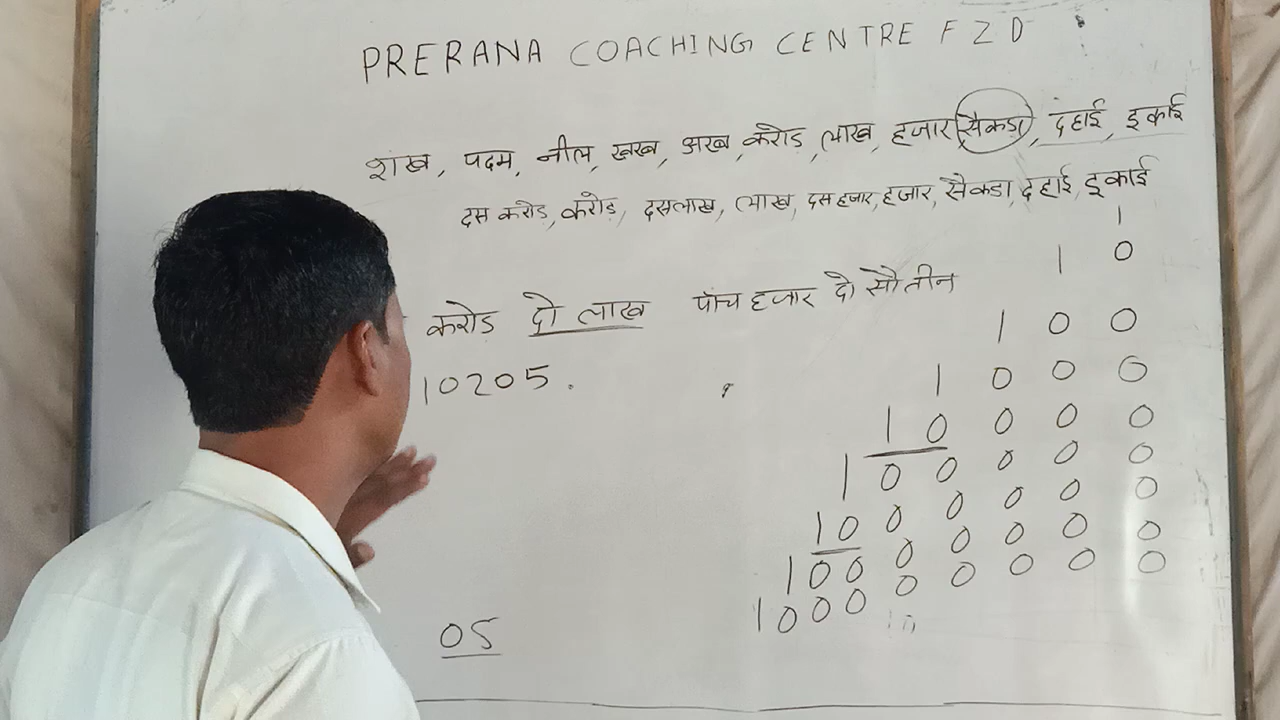 PRERANA COACHING CENTRE FZD
शंख, पदम, नील, खरब, अरब, करोड़, लाख, हजार सैकडा, दहाई, इकाई
दस करोड़, करोड़, दसलाख, लाख, दस हजार, हजार, सैकडा, दहाई, इकाई
1
1 0
करोड़ दो लाख पांच हजार दो सौ तीन
1 0 0
10205.
1 0 0 0
1 0 0 0 0
1 0 0 0 0 0
1 0 0 0 0 0 0
1 0 0 0 0 0 0 0
1 0 0 0 0 0 0 0 0
05